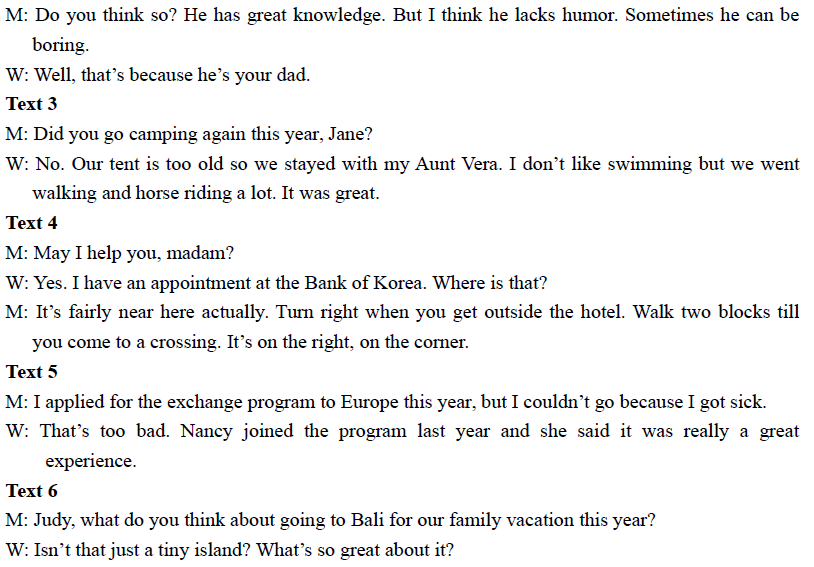 M: Do you think so? He has great knowledge. But I think he lacks humor. Sometimes he can be
boring.
W: Well, that’s because he’s your dad.
Text 3
M: Did you go camping again this year, Jane?
W: No. Our tent is too old so we stayed with my Aunt Vera. I don’t like swimming but we went
walking and horse riding a lot. It was great.
Text 4
M: May I help you, madam?
W: Yes. I have an appointment at the Bank of Korea. Where is that?
M: It’s fairly near here actually. Turn right when you get outside the hotel. Walk two blocks till
you come to a crossing. It’s on the right, on the corner.
Text 5
M: I applied for the exchange program to Europe this year, but I couldn’t go because I got sick.
W: That’s too bad. Nancy joined the program last year and she said it was really a great
experience.
Text 6
M: Judy, what do you think about going to Bali for our family vacation this year?
W: Isn’t that just a tiny island? What’s so great about it?